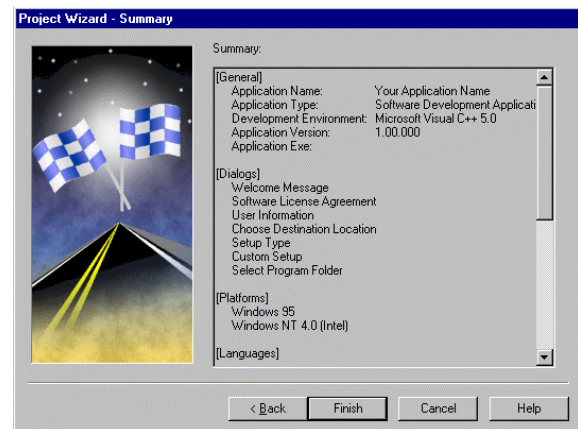 Project Wizard - Summary
Summary:
[General]
Application Name: Your Application Name
Application Type: Software Development Applicati
Development Environment: Microsoft Visual C++ 5.0
Application Version: 1.00.000
Application Exe:
[Dialogs]
Welcome Message
Software License Agreement
User Information
Choose Destination Location
Setup Type
Custom Setup
Select Program Folder
[Platforms]
Windows 95
Windows NT 4.0 (Intel)
[Languages]
< Back Finish Cancel Help